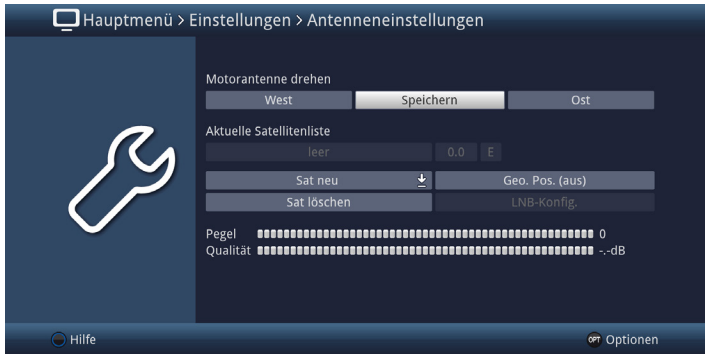 Hauptmenü > Einstellungen > Antenneneinstellungen
Motorantenne drehen
West Speichern Ost
Aktuelle Satellitenliste
leer 0.0 E
Sat neu Geo. Pos. (aus)
Sat löschen LNB-Konfig.
Pegel 0
Qualität -.-dB
Hilfe OPT Optionen